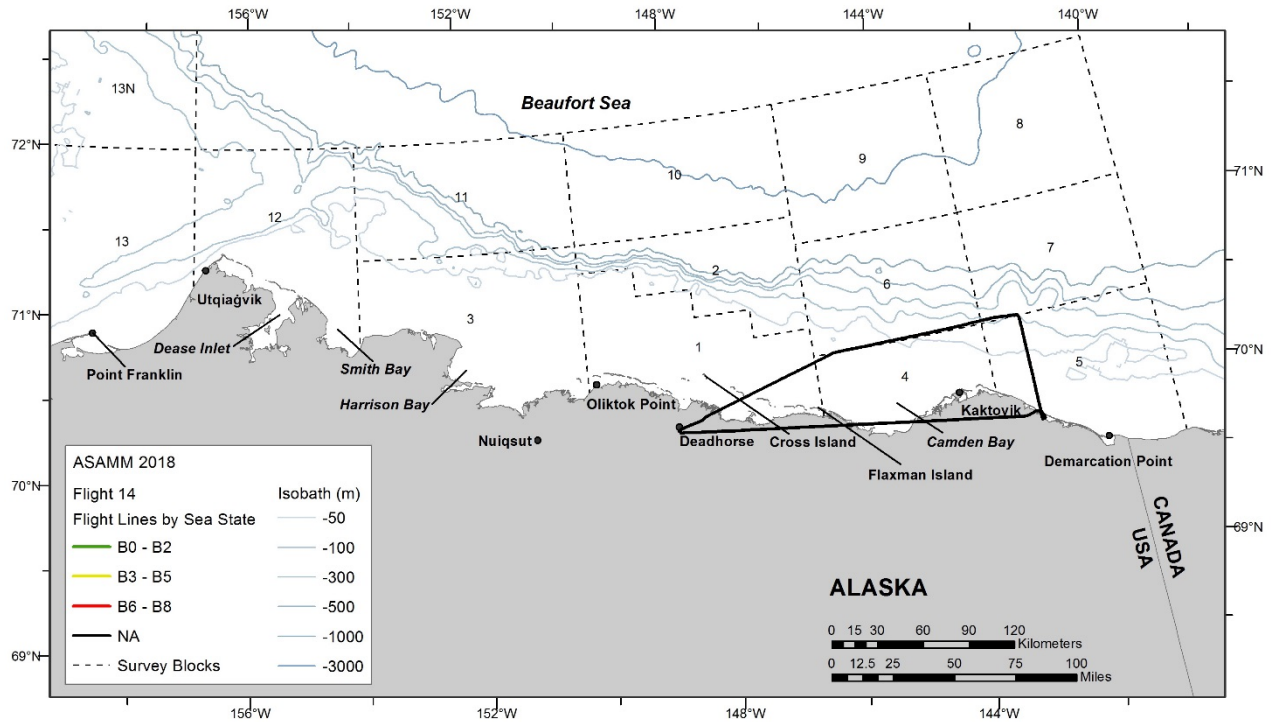 156°W
152°W
148°W
144°W
140°W
72°N
71°N
70°N
69°N
71°N
70°N
69°N
156°W
152°W
148°W
144°W
Beaufort Sea
13N
8
9
10
11
12
13
7
2
6
3
1
5
4
Utqiaġvik
Dease Inlet
Point Franklin
Smith Bay
Harrison Bay
Oliktok Point
Nuiqsut
Deadhorse
Cross Island
Kaktovik
Camden Bay
Flaxman Island
Demarcation Point
CANADA
USA
ALASKA
0 15 30 60 90 120
Kilometers
0 12.5 25 50 75 100
Miles
ASAMM 2018
Flight 14
Flight Lines by Sea State
B0 - B2
B3 - B5
B6 - B8
NA
Survey Blocks
Isobath (m)
-50
-100
-300
-500
-1000
-3000